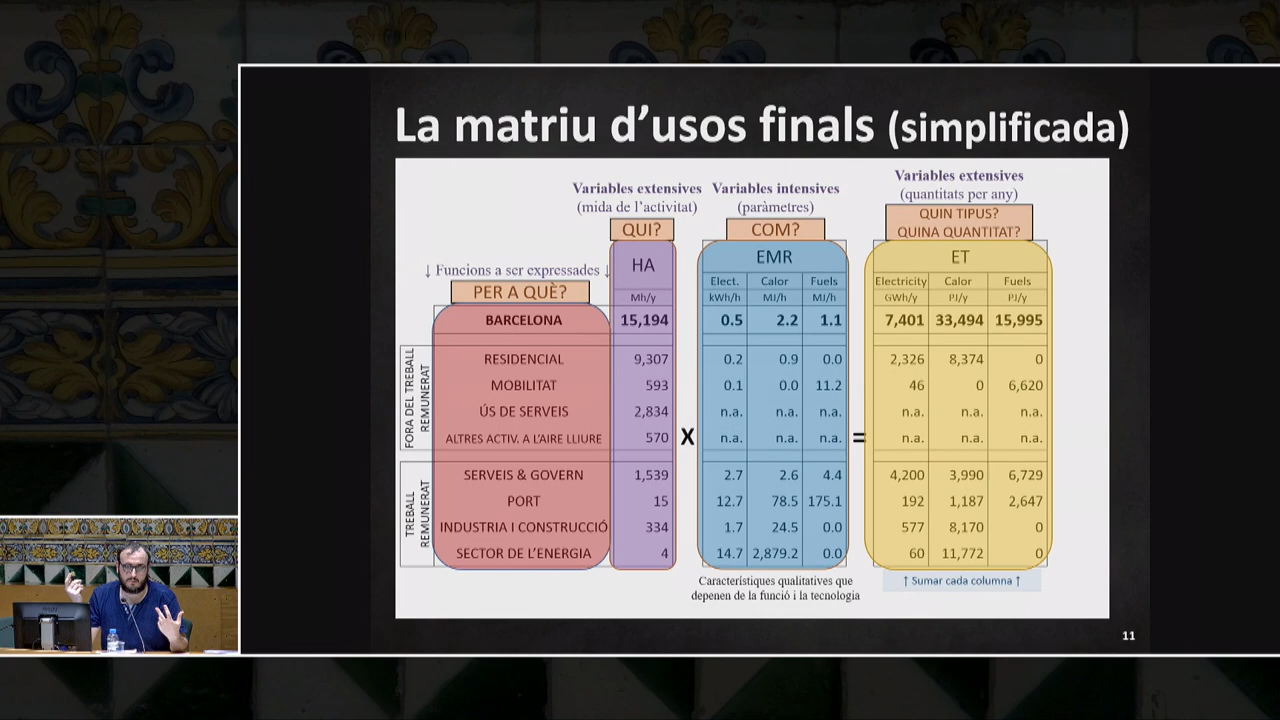 La matriu d'usos finals (simplificada)
Variables extensives
(mida de l'activitat)
Variables intensives
(paràmetres)
Variables extensives
(quantitats per any)
QUI?
COM?
QUIN TIPUS?
QUINA QUANTITAT?
↓ Funcions a ser expressades ↓
PER A QUÈ?
HA
EMR
ET
Elect. Calor Fuels
Electricity Calor Fuels
Mh/y kWh/h MJ/h MJ/h GWh/y PJ/y PJ/y
BARCELONA 15,194 0.5 2.2 1.1 7,401 33,494 15,995
FORA DEL TREBALL
REMUNERAT
RESIDENCIAL 9,307 0.2 0.9 0.0 2,326 8,374 0
MOBILITAT 593 0.1 0.0 11.2 46 0 6,620
ÚS DE SERVEIS 2,834 n.a. n.a. n.a. n.a. n.a. n.a.
ALTRES ACTIV. A L'AIRE LLIURE 570 n.a. n.a. n.a. n.a. n.a. n.a.
X
=
TREBALL
REMUNERAT
SERVEIS & GOVERN 1,539 2.7 2.6 4.4 4,200 3,990 6,729
PORT 15 12.7 78.5 175.1 192 1,187 2,647
INDUSTRIA I CONSTRUCCIÓ 334 1.7 24.5 0.0 577 8,170 0
SECTOR DE L'ENERGIA 4 14.7 2,879.2 0.0 60 11,772 0
Característiques qualitatives que
depenen de la funció i la tecnologia
↑ Sumar cada columna ↑
11